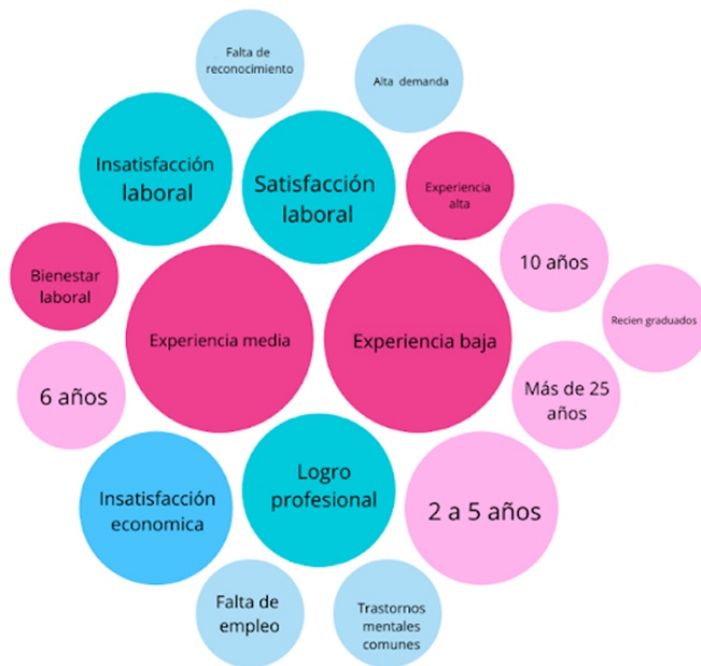 Falta de
reconocimiento
Alta demanda
Insatisfacción
laboral
Satisfacción
laboral
Experiencia
alta
Bienestar
laboral
10 años
Recien graduados
Experiencia media
Experiencia baja
6 años
Más de 25
años
Insatisfacción
economica
Logro
profesional
2 a 5 años
Falta de
empleo
Trastornos
mentales
comunes